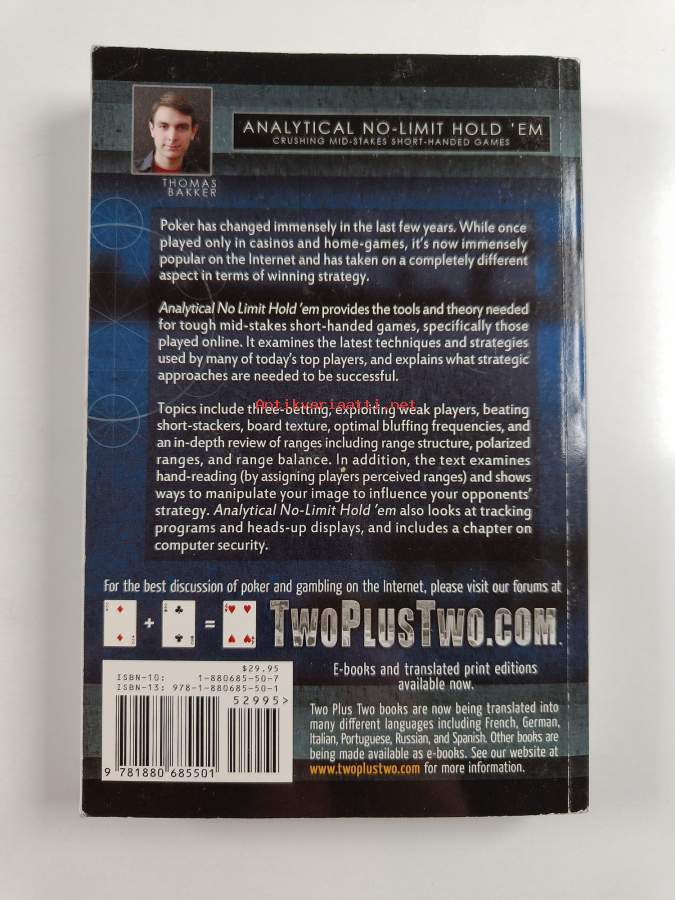 ANALYTICAL NO-LIMIT HOLD 'EM
CRUSHING MID-STAKES SHORT-HANDED GAMES
THOMAS
BAKKER
Poker has changed immensely in the last few years. While once
played only in casinos and home-games, it's now immensely
popular on the Internet and has taken on a completely different
aspect in terms of winning strategy.
Analytical No Limit Hold 'em provides the tools and theory needed
for tough mid-stakes short-handed games, specifically those
played online. It examines the latest techniques and strategies
used by many of today's top players, and explains what strategic
approaches are needed to be successful.
Antikvariaatti.net
Topics include three-betting, exploiting weak players, beating
short-stackers, board texture, optimal bluffing frequencies, and
an in-depth review of ranges including range structure, polarized
ranges, and range balance. In addition, the text examines
hand-reading (by assigning players perceived ranges) and shows
ways to manipulate your image to influence your opponents'
strategy. Analytical No-Limit Hold 'em also looks at tracking
programs and heads-up displays, and includes a chapter on
computer security.
For the best discussion of poker and gambling on the Internet, please visit our forums at
+ = TWOPLUSTWO.COM
$29.95
ISBN-10: 1-880685-50-7
ISBN-13: 978-1-880685-50-1
52995>
9 781880 685501
E-books and translated print editions
available now.
Two Plus Two books are now being translated into
many different languages including French, German,
Italian, Portuguese, Russian, and Spanish. Other books are
being made available as e-books. See our website at
www.twoplustwo.com for more information.